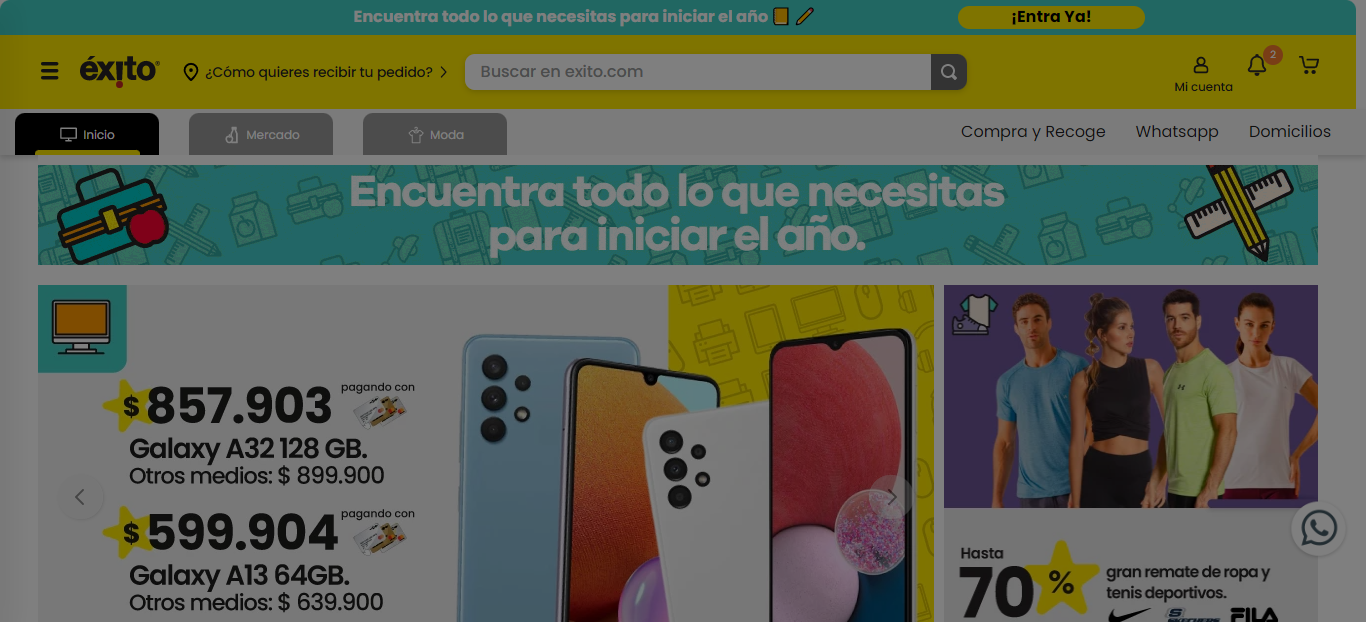 Encuentra todo lo que necesitas para iniciar el año
¡Entra Ya!
éxito
¿Cómo quieres recibir tu pedido?
Buscar en exito.com
2
Mi cuenta
Inicio
Mercado
Moda
Compra y Recoge
Whatsapp
Domicilios
Encuentra todo lo que necesitas
para iniciar el año.
$857.903
pagando con
Galaxy A32 128 GB.
Otros medios: $ 899.900
$599.904
pagando con
Galaxy A13 64GB.
Otros medios: $ 639.900
Hasta
70%
gran remate de ropa y
tenis deportivos.
SKECHERS
FILA